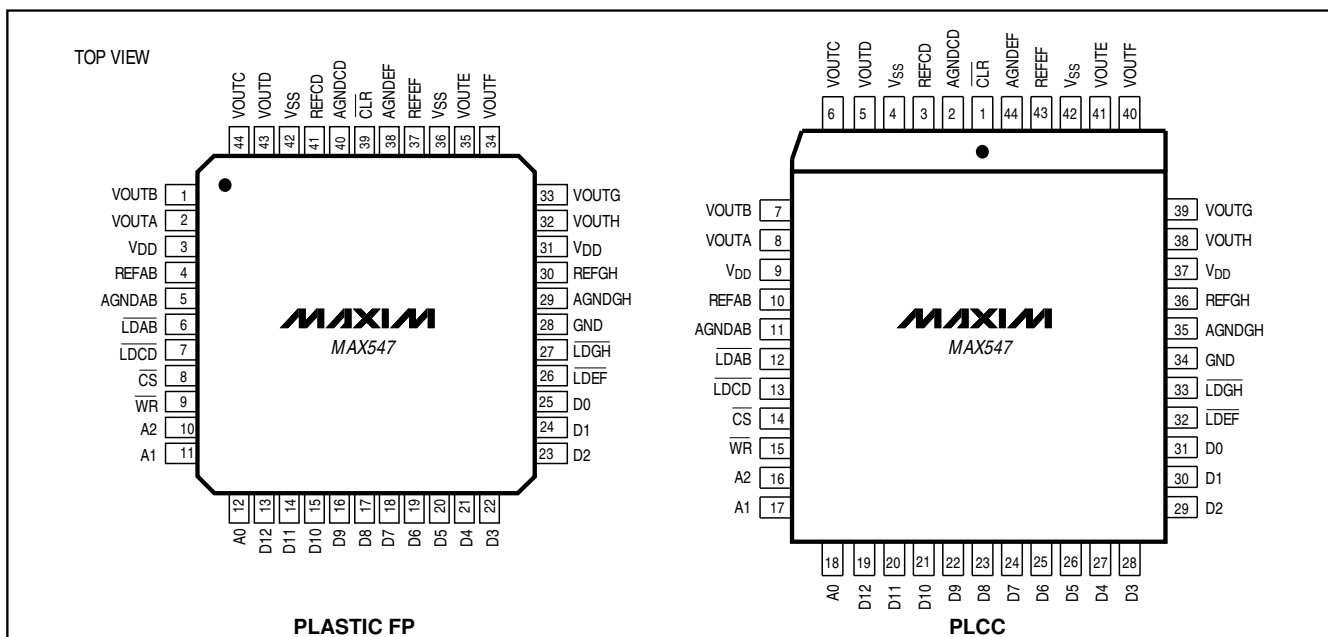 TOP VIEW
VOUTC VOUTD VSS REFCD AGNDCD CLR AGNDEF REFEF VSS VOUTE VOUTF
44 43 42 41 40 39 38 37 36 35 34
VOUTB 1
VOUTA 2
VDD 3
REFAB 4
AGNDAB 5
LDAB 6
LDCD 7
CS 8
WR 9
A2 10
A1 11
MAXIM
MAX547
33 VOUTG
32 VOUTH
31 VDD
30 REFGH
29 AGNDGH
28 GND
27 LDGH
26 LDEF
25 D0
24 D1
23 D2
12 13 14 15 16 17 18 19 20 21 22
A0 D12 D11 D10 D9 D8 D7 D6 D5 D4 D3
PLASTIC FP
VOUTC VOUTD VSS REFCD AGNDCD CLR AGNDEF REFEF VSS VOUTE VOUTF
6 5 4 3 2 1 44 43 42 41 40
VOUTB 7
VOUTA 8
VDD 9
REFAB 10
AGNDAB 11
LDAB 12
LDCD 13
CS 14
WR 15
A2 16
A1 17
MAXIM
MAX547
39 VOUTG
38 VOUTH
37 VDD
36 REFGH
35 AGNDGH
34 GND
33 LDGH
32 LDEF
31 D0
30 D1
29 D2
18 19 20 21 22 23 24 25 26 27 28
A0 D12 D11 D10 D9 D8 D7 D6 D5 D4 D3
PLCC